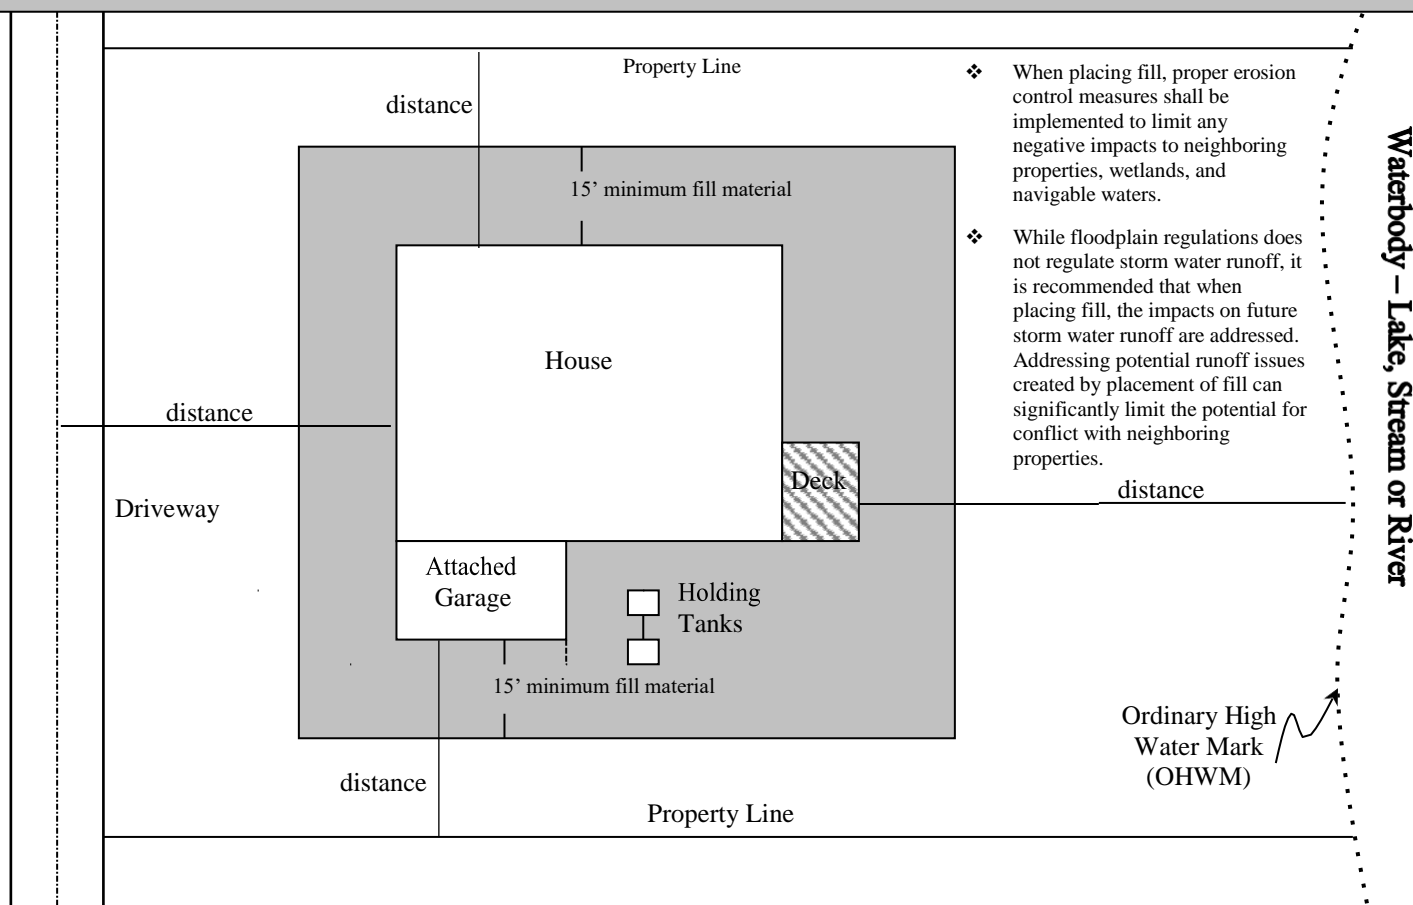 Property Line
distance
❖ When placing fill, proper erosion
control measures shall be
implemented to limit any
negative impacts to neighboring
properties, wetlands, and
navigable waters.
15’ minimum fill material
❖ While floodplain regulations does
not regulate storm water runoff, it
is recommended that when
placing fill, the impacts on future
storm water runoff are addressed.
Addressing potential runoff issues
created by placement of fill can
significantly limit the potential for
conflict with neighboring
properties.
Waterbody – Lake, Stream or River
House
distance
Deck
distance
Driveway
Attached
Garage
Holding
Tanks
15’ minimum fill material
Ordinary High
Water Mark
(OHWM)
distance
Property Line